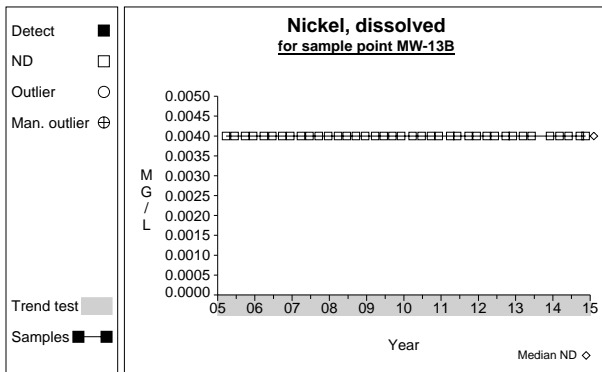 Detect
ND
Outlier
Man. outlier
Trend test
Samples
Nickel, dissolved
for sample point MW-13B
0.0050
0.0045
0.0040
0.0035
0.0030
0.0025
0.0020
0.0015
0.0010
0.0005
0.0000
M
G
/
L
05 06 07 08 09 10 11 12 13 14 15
Year
Median ND